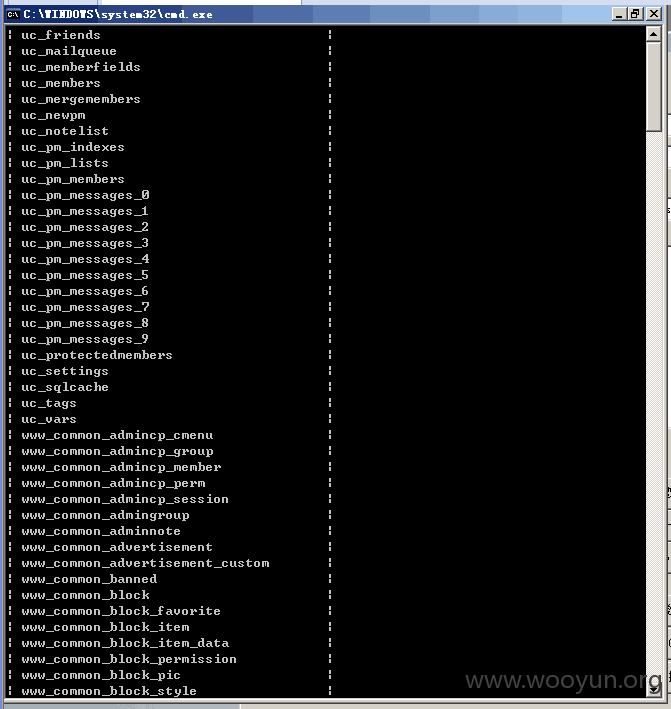 C:\WINDOWS\system32\cmd.exe
| uc_friends |
| uc_mailqueue |
| uc_memberfields |
| uc_members |
| uc_mergemembers |
| uc_newpm |
| uc_notelist |
| uc_pm_indexes |
| uc_pm_lists |
| uc_pm_members |
| uc_pm_messages_0 |
| uc_pm_messages_1 |
| uc_pm_messages_2 |
| uc_pm_messages_3 |
| uc_pm_messages_4 |
| uc_pm_messages_5 |
| uc_pm_messages_6 |
| uc_pm_messages_7 |
| uc_pm_messages_8 |
| uc_pm_messages_9 |
| uc_protectedmembers |
| uc_settings |
| uc_sqlcache |
| uc_tags |
| uc_vars |
| www_common_admincp_cmenu |
| www_common_admincp_group |
| www_common_admincp_member |
| www_common_admincp_perm |
| www_common_admincp_session |
| www_common_admingroup |
| www_common_adminnote |
| www_common_advertisement |
| www_common_advertisement_custom |
| www_common_banned |
| www_common_block |
| www_common_block_favorite |
| www_common_block_item |
| www_common_block_item_data |
| www_common_block_permission |
| www_common_block_pic |
| www_common_block_style |
www.wooyun.org